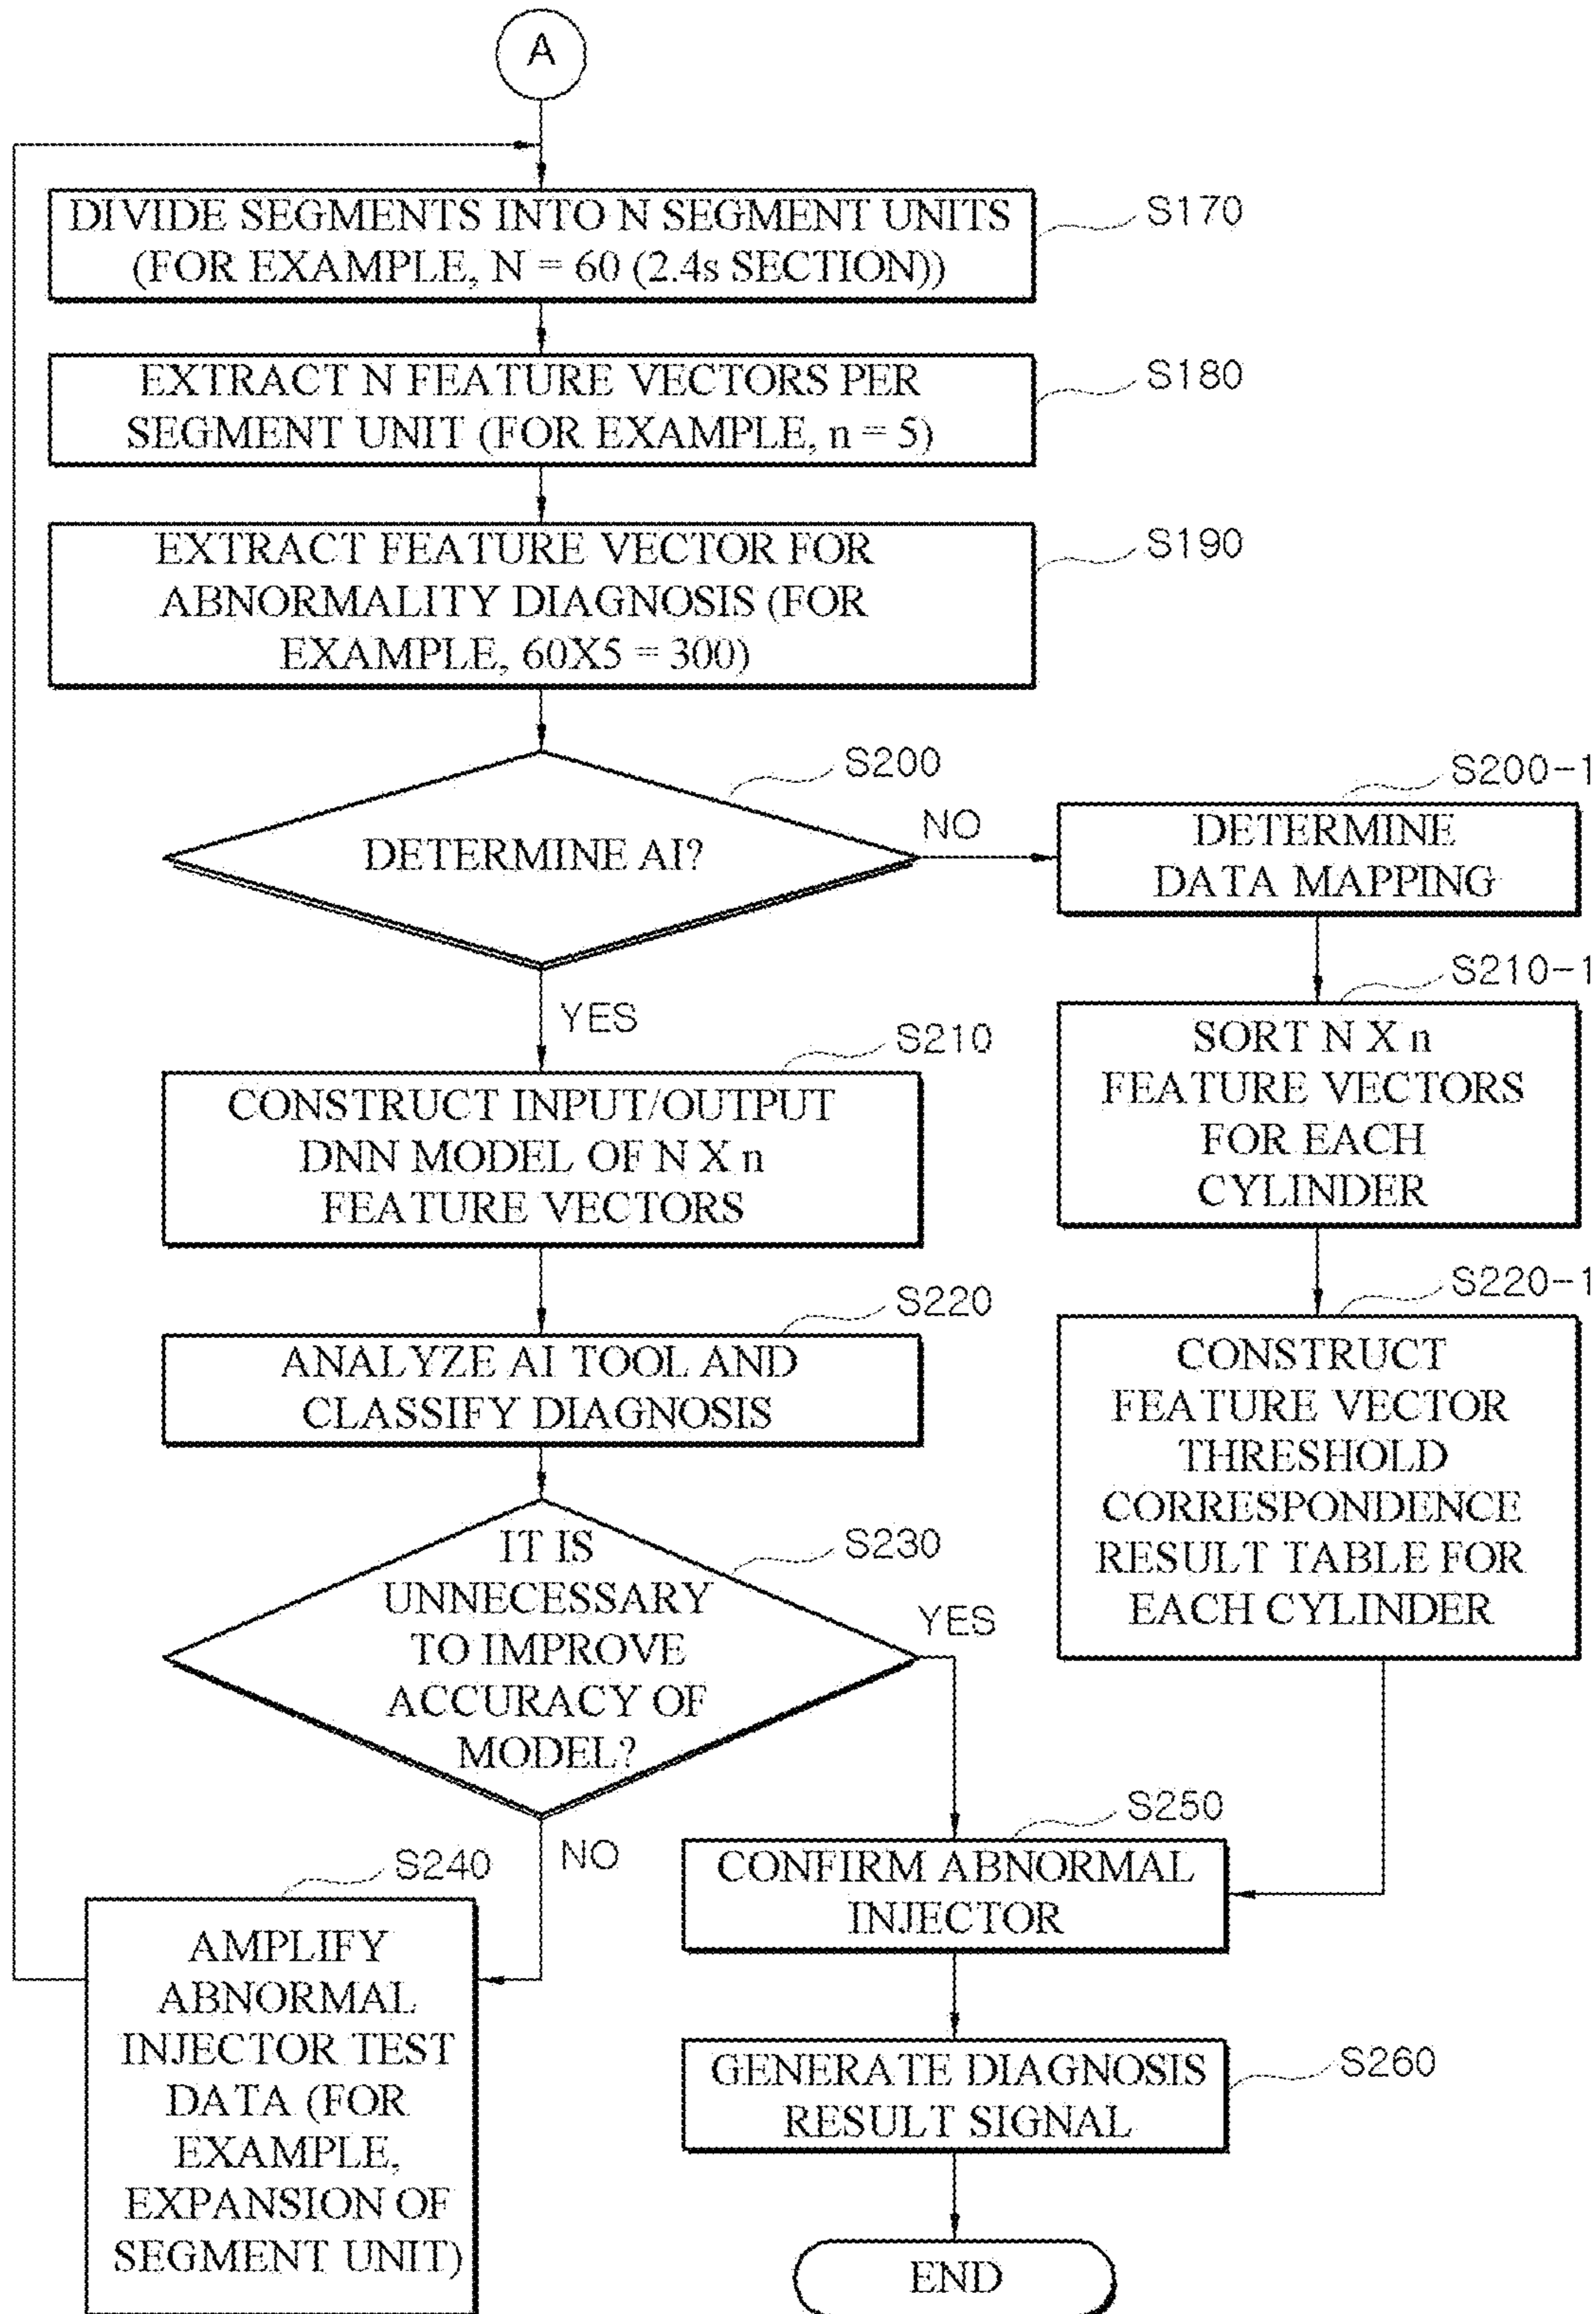 A
DIVIDE SEGMENTS INTO N SEGMENT UNITS
(FOR EXAMPLE, N = 60 (2.4s SECTION))
S170
EXTRACT N FEATURE VECTORS PER
SEGMENT UNIT (FOR EXAMPLE, n = 5)
S180
EXTRACT FEATURE VECTOR FOR
ABNORMALITY DIAGNOSIS (FOR
EXAMPLE, 60X5 = 300)
S190
DETERMINE AI?
S200
NO
YES
DETERMINE
DATA MAPPING
S200-1
SORT N X n
FEATURE VECTORS
FOR EACH
CYLINDER
S210-1
CONSTRUCT
FEATURE VECTOR
THRESHOLD
CORRESPONDENCE
RESULT TABLE FOR
EACH CYLINDER
S220-1
CONSTRUCT INPUT/OUTPUT
DNN MODEL OF N X n
FEATURE VECTORS
S210
ANALYZE AI TOOL AND
CLASSIFY DIAGNOSIS
S220
IT IS
UNNECESSARY
TO IMPROVE
ACCURACY OF
MODEL?
S230
YES
NO
AMPLIFY
ABNORMAL
INJECTOR TEST
DATA (FOR
EXAMPLE,
EXPANSION OF
SEGMENT UNIT)
S240
CONFIRM ABNORMAL
INJECTOR
S250
GENERATE DIAGNOSIS
RESULT SIGNAL
S260
END